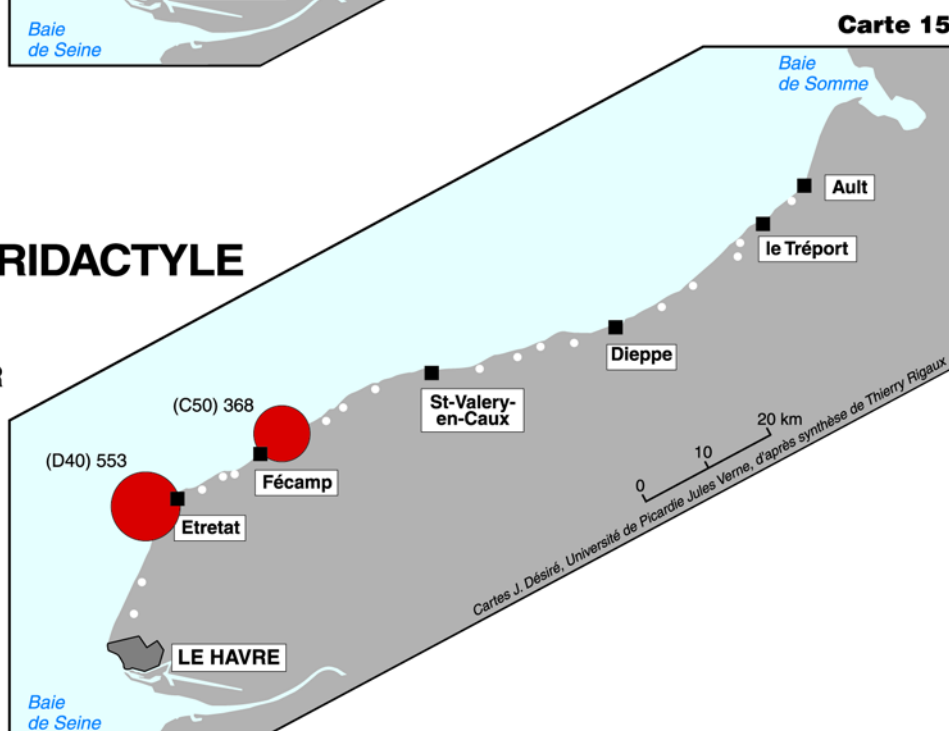 Baie
de Seine
Carte 15
Baie
de Somme
Ault
le Tréport
RIDACTYLE
Dieppe
(C50) 368
St-Valery-
en-Caux
20 km
10
0
(D40) 553
Fécamp
Etretat
Cartes J. Désiré, Université de Picardie Jules Verne, d'après synthèse de Thierry Rigaux
LE HAVRE
Baie
de Seine